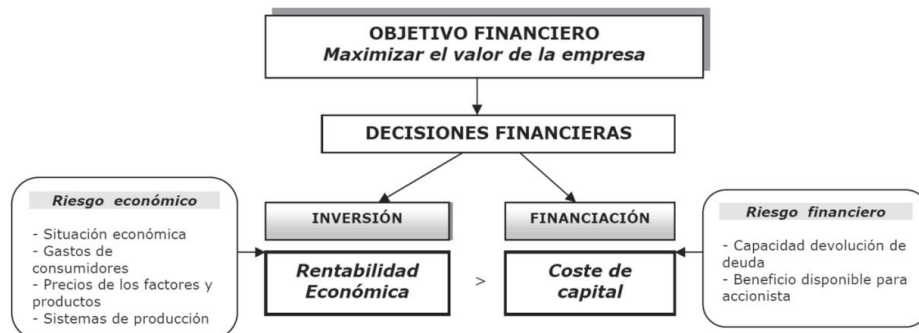 OBJETIVO FINANCIERO
Maximizar el valor de la empresa
DECISIONES FINANCIERAS
Riesgo económico
- Situación económica
- Gastos de
consumidores
- Precios de los factores y
productos
- Sistemas de producción
INVERSIÓN
Rentabilidad
Económica
>
FINANCIACIÓN
Coste de
capital
Riesgo financiero
- Capacidad devolución de
deuda
- Beneficio disponible para
accionista